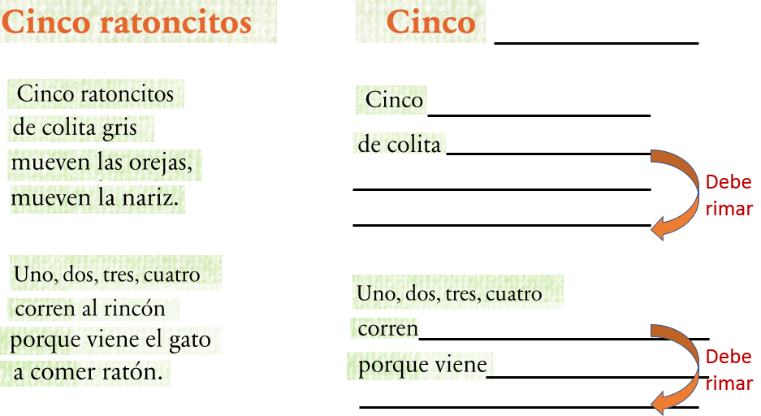 Cinco ratoncitos
Cinco ratoncitos
de colita gris
mueven las orejas,
mueven la nariz.
Uno, dos, tres, cuatro
corren al rincón
porque viene el gato
a comer ratón.
Cinco
Cinco
de colita
Debe
rimar
Uno, dos, tres, cuatro
corren
porque viene
Debe
rimar